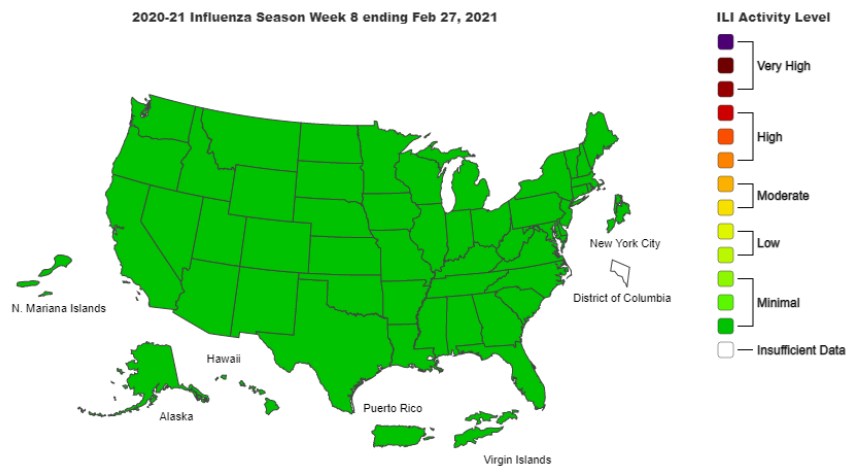 2020-21 Influenza Season Week 8 ending Feb 27, 2021
ILI Activity Level
Very High
High
Moderate
Low
Minimal
Insufficient Data
New York City
District of Columbia
N. Mariana Islands
Hawaii
Alaska
Puerto Rico
Virgin Islands